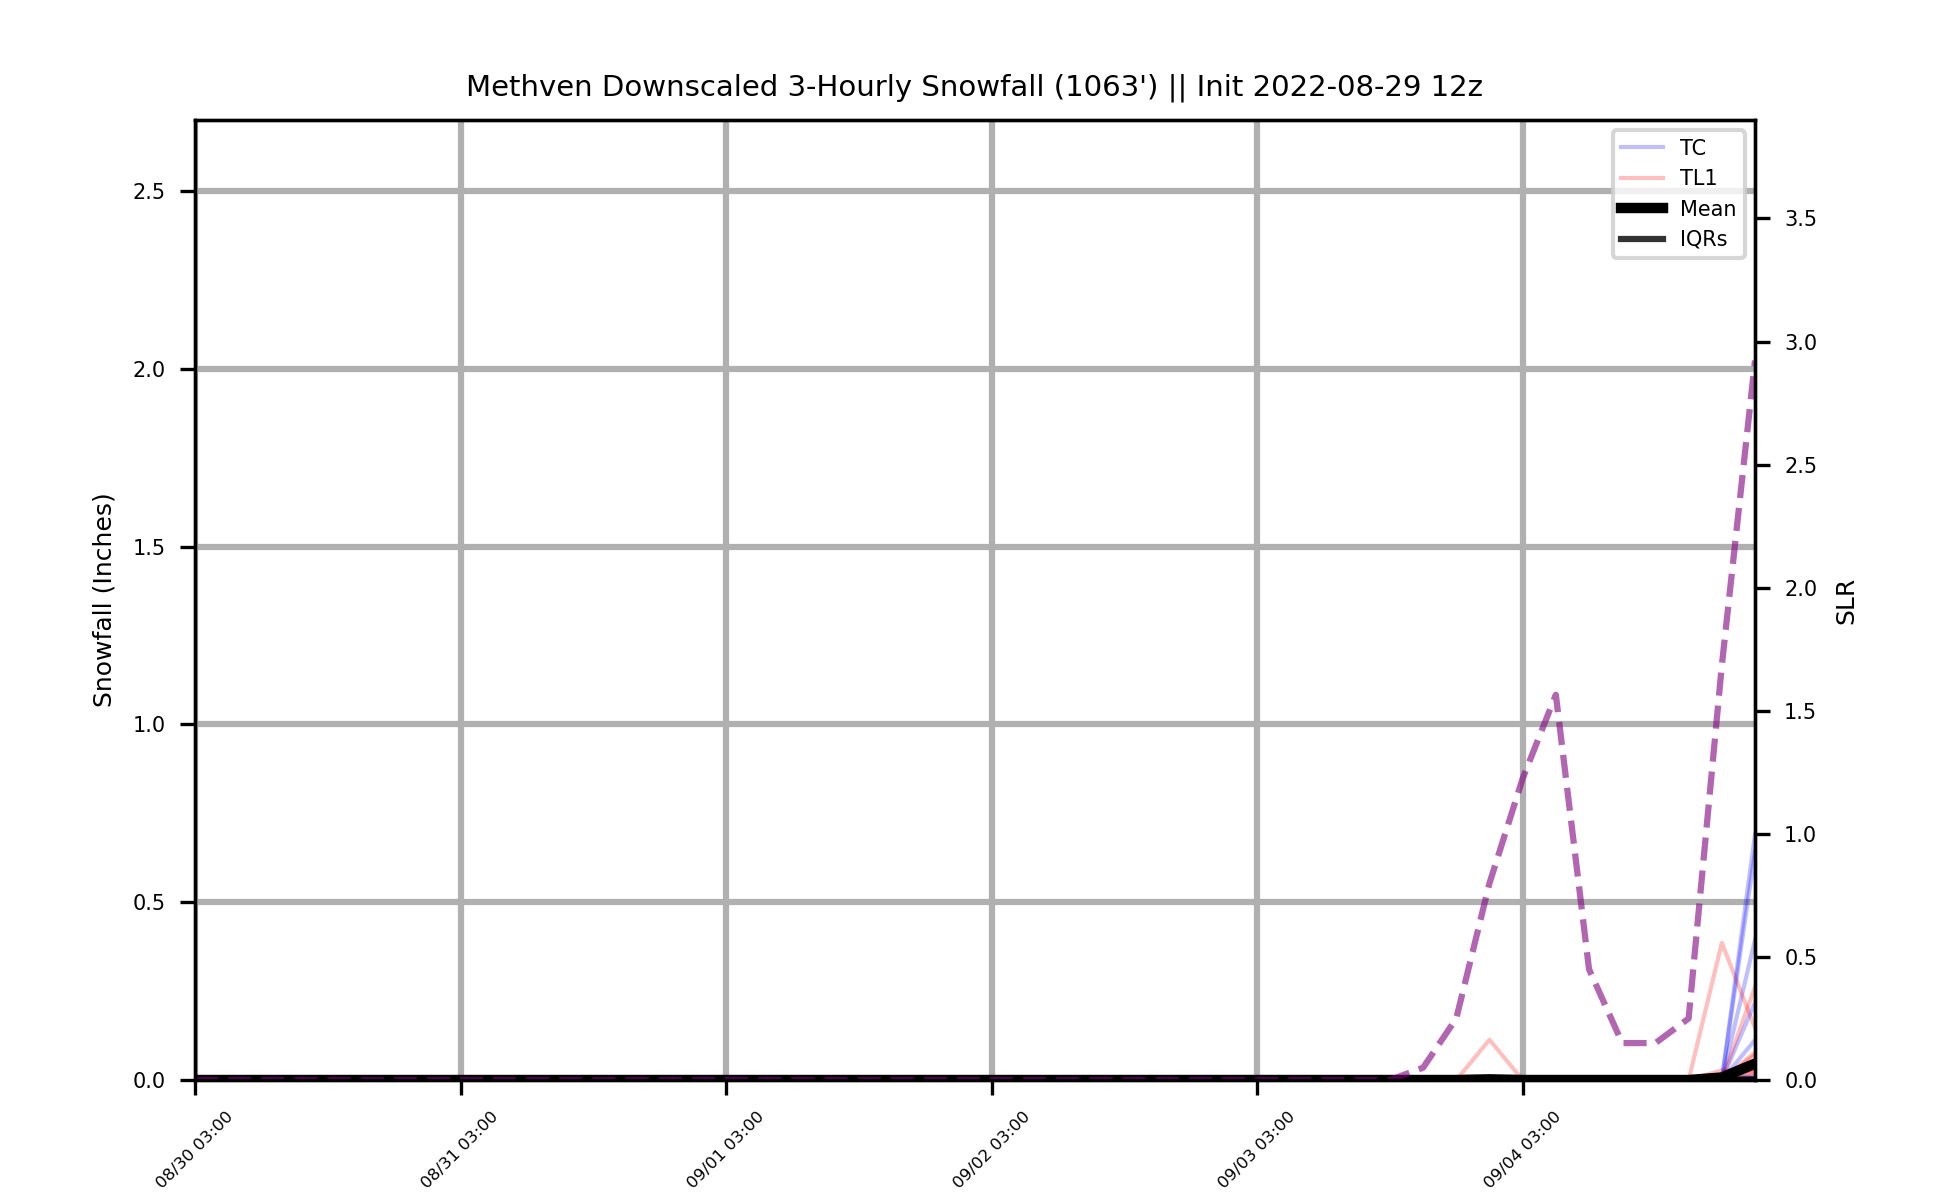 Methven Downscaled 3-Hourly Snowfall (1063') || Init 2022-08-29 12z
TC
TL1
Mean
IQRs
Snowfall (Inches)
2.5
2.0
1.5
1.0
0.5
0.0
3.5
3.0
2.5
2.0
1.5
1.0
0.5
0.0
SLR
08/30 03:00
08/31 03:00
09/01 03:00
09/02 03:00
09/03 03:00
09/04 03:00